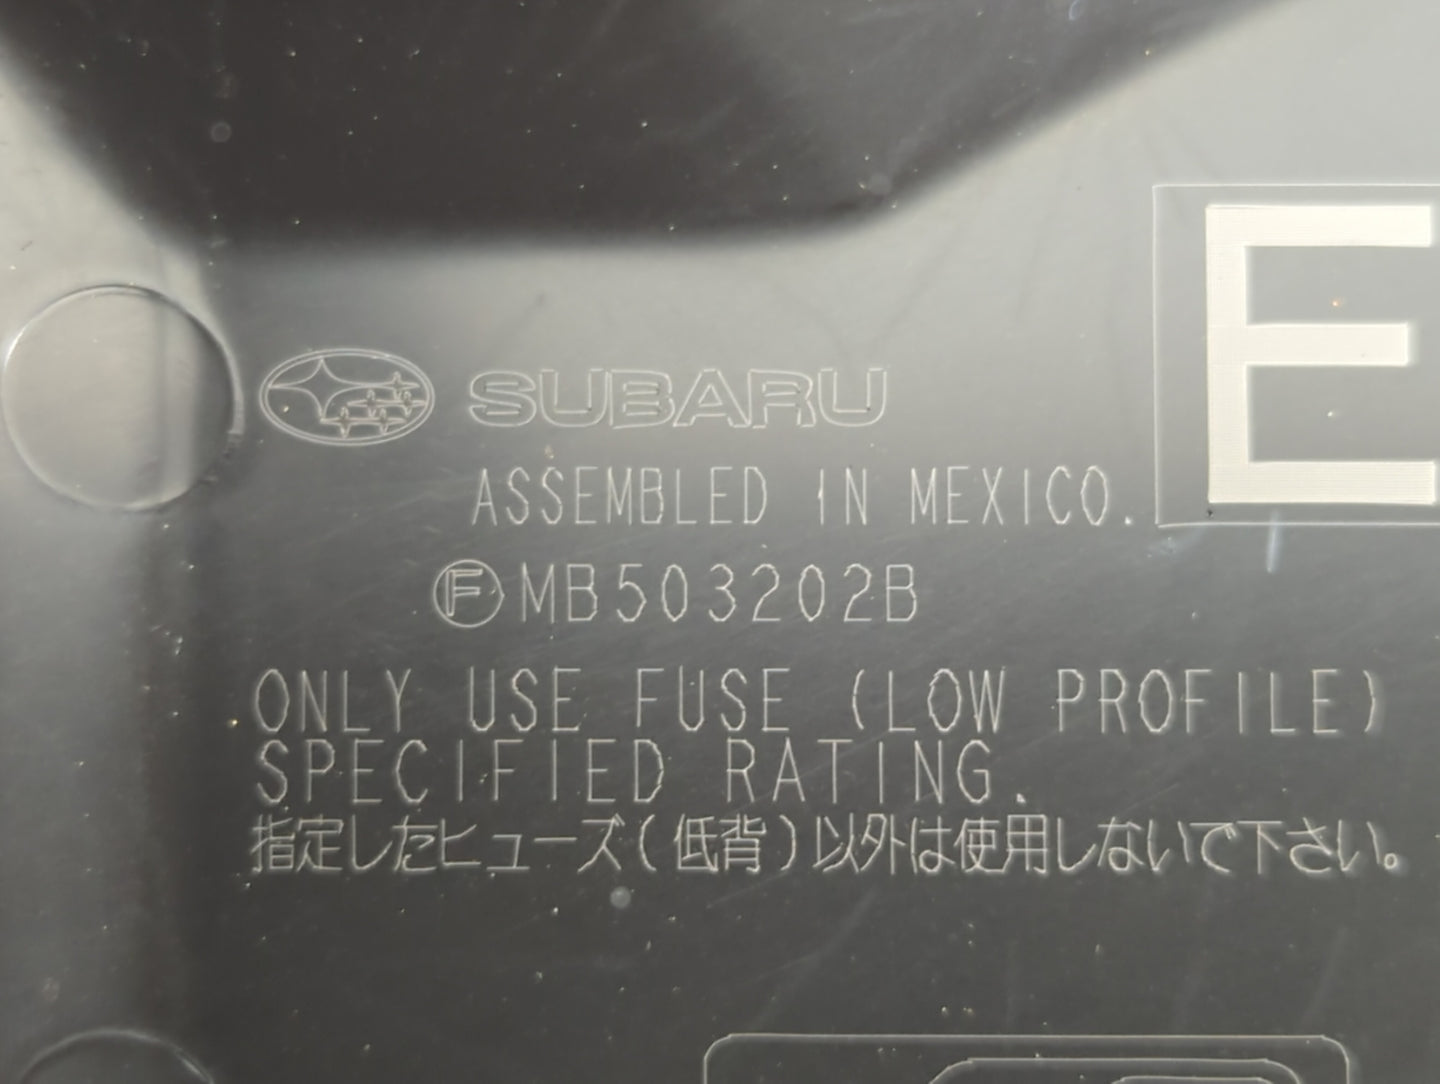 SUBARU
E
ASSEMBLED IN MEXICO.
Ⓕ MB503202B
ONLY USE FUSE (LOW PROFILE)
SPECIFIED RATING.
指定したヒューズ(低背)以外は使用しないで下さい。